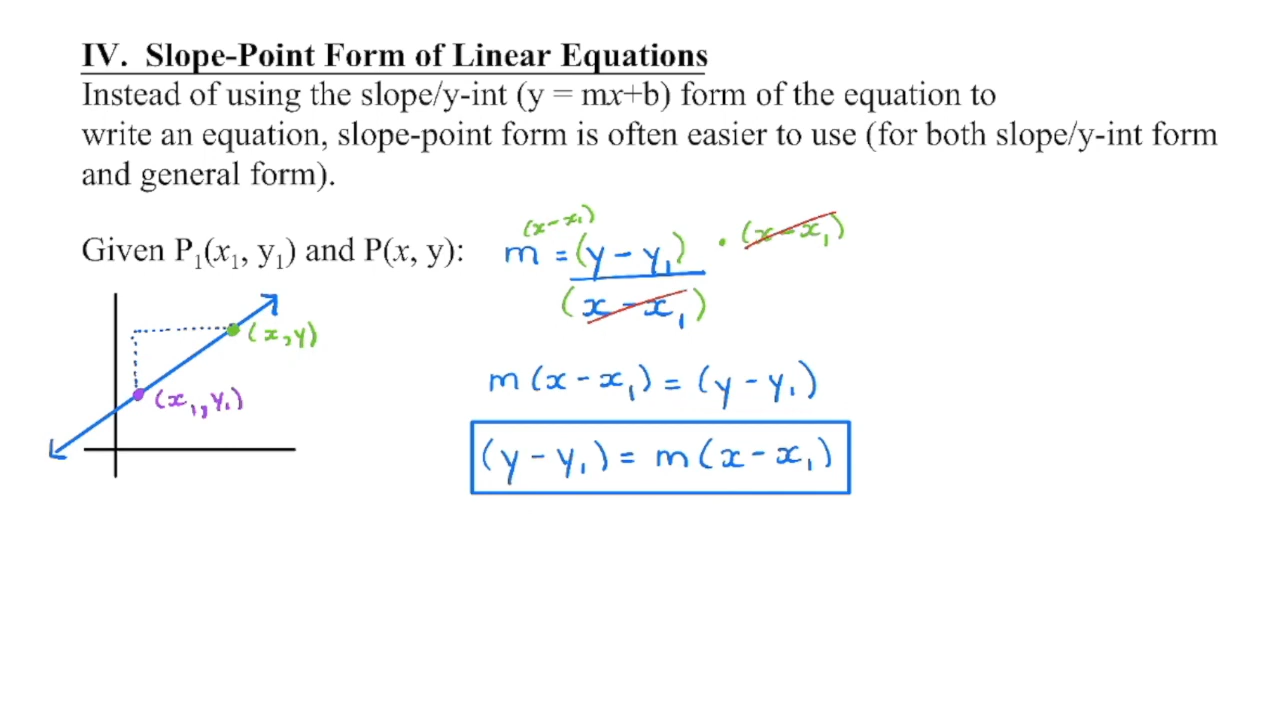 IV. Slope-Point Form of Linear Equations
Instead of using the slope/y-int (y = mx+b) form of the equation to
write an equation, slope-point form is often easier to use (for both slope/y-int form
and general form).
Given P₁(x₁, y₁) and P(x, y):
(x-x₁)
m = (y - y₁) · (x-x₁)
(x - x₁)
(x,y)
(x₁,y₁)
m(x-x₁) = (y-y₁)
(y-y₁) = m(x-x₁)